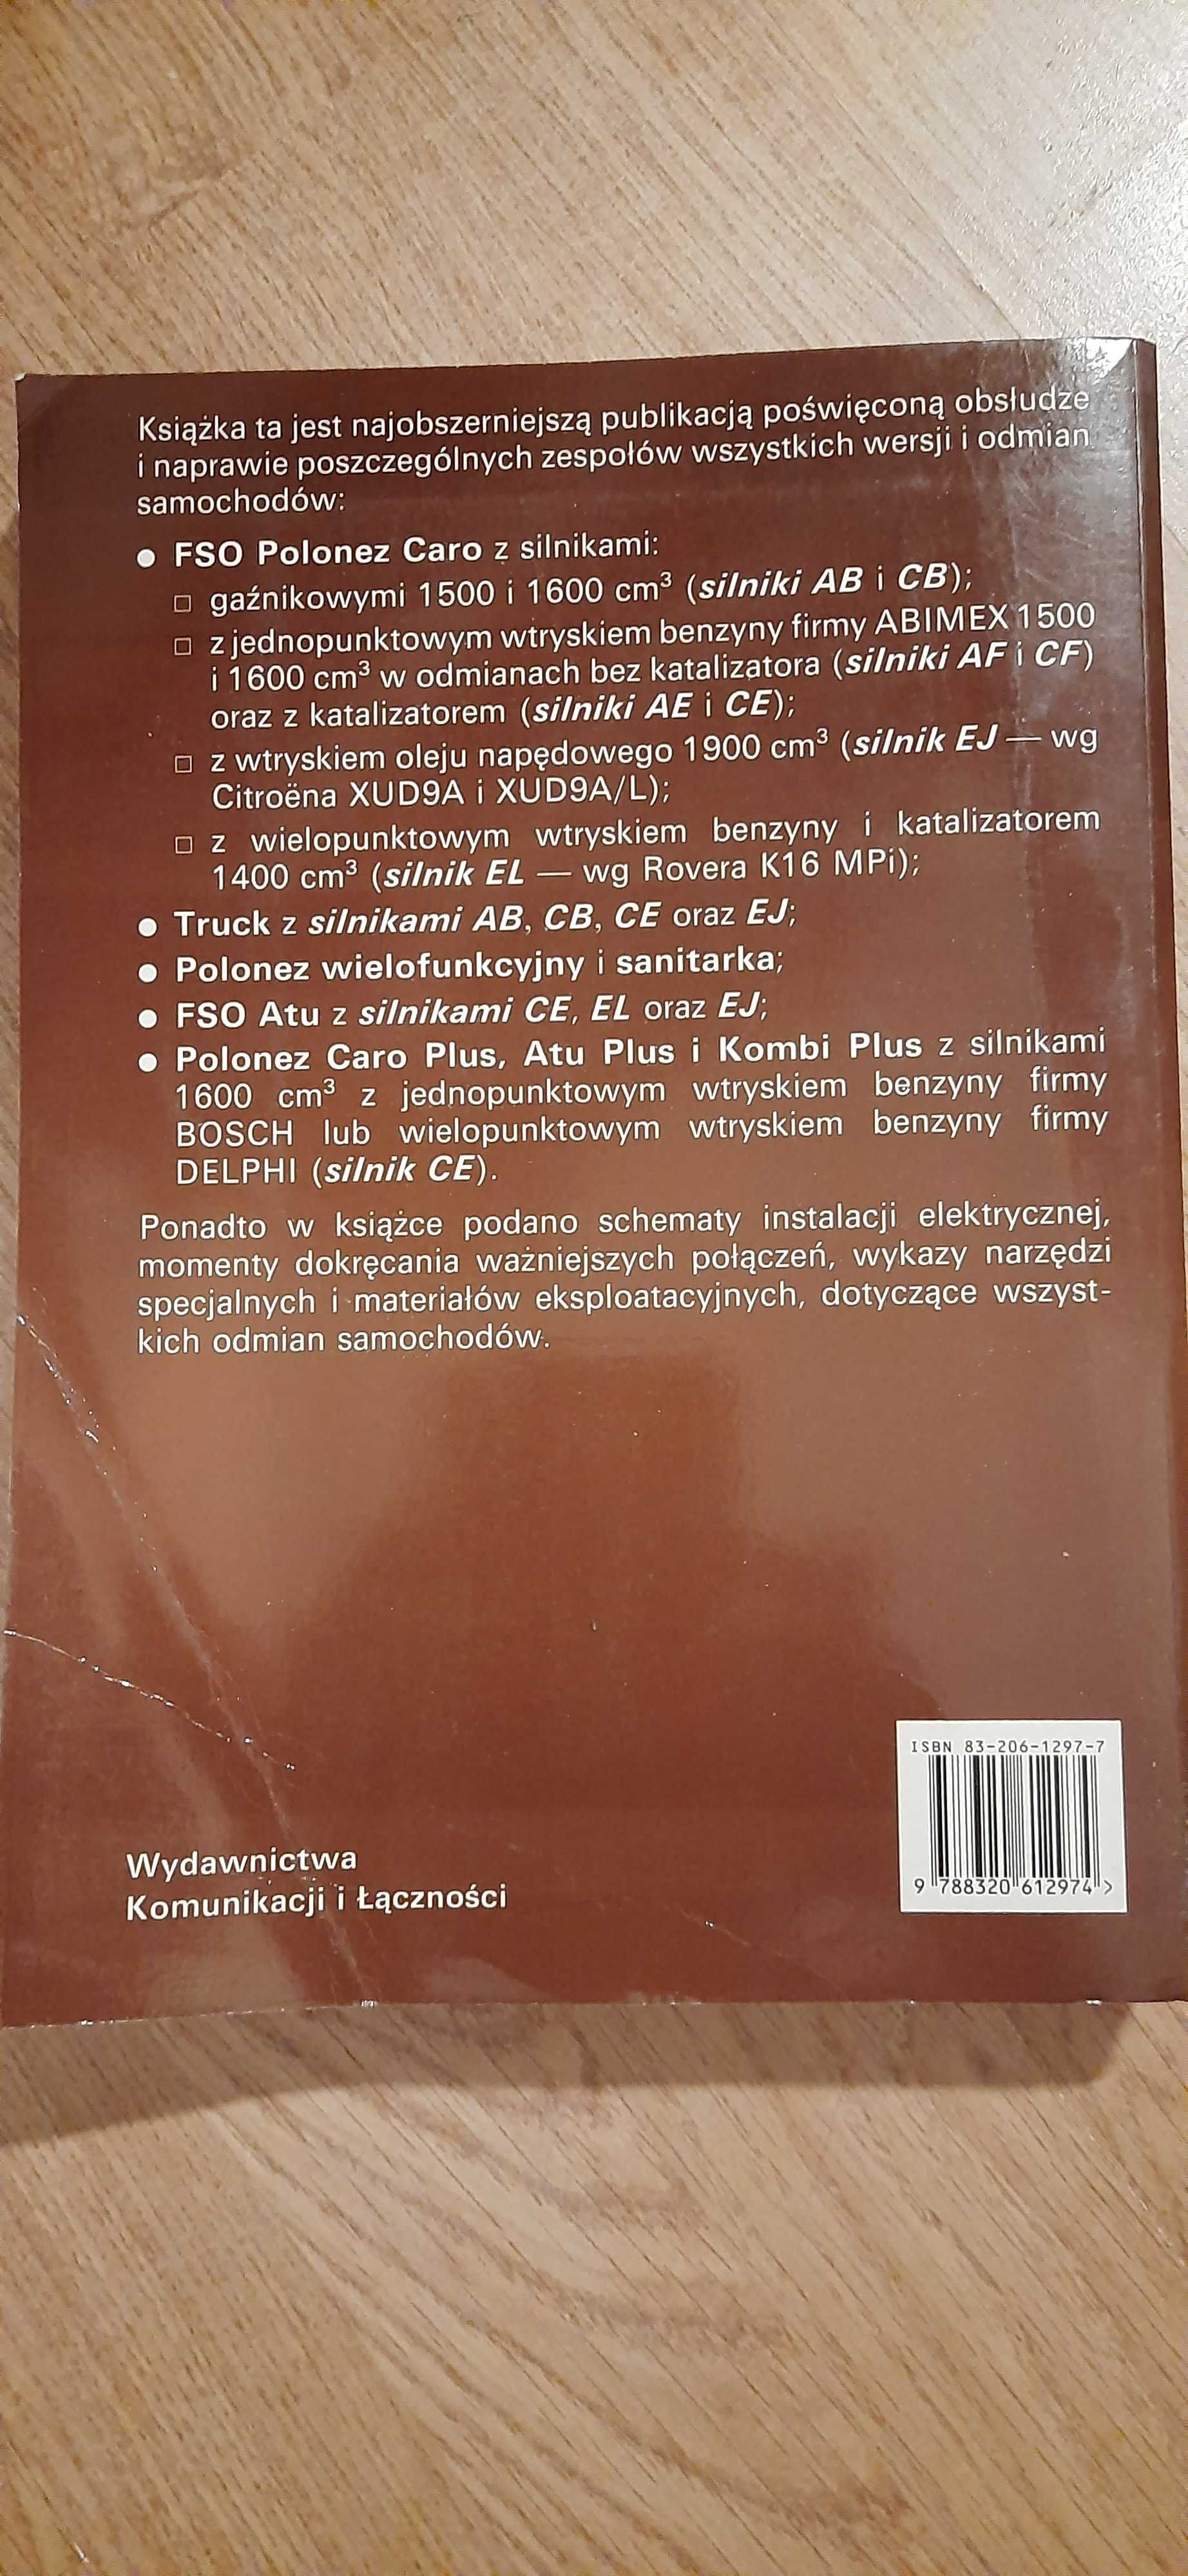 Książka ta jest najobszerniejszą publikacją poświęconą obsłudze
i naprawie poszczególnych zespołów wszystkich wersji i odmian
samochodów:
● FSO Polonez Caro z silnikami:
□ gaźnikowymi 1500 i 1600 cm³ (silniki AB i CB);
□ z jednopunktowym wtryskiem benzyny firmy ABIMEX 1500
i 1600 cm³ w odmianach bez katalizatora (silniki AF i CF)
oraz z katalizatorem (silniki AE i CE);
□ z wtryskiem oleju napędowego 1900 cm³ (silnik EJ — wg
Citroëna XUD9A i XUD9A/L);
□ z wielopunktowym wtryskiem benzyny i katalizatorem
1400 cm³ (silnik EL — wg Rovera K16 MPi);
● Truck z silnikami AB, CB, CE oraz EJ;
● Polonez wielofunkcyjny i sanitarka;
● FSO Atu z silnikami CE, EL oraz EJ;
● Polonez Caro Plus, Atu Plus i Kombi Plus z silnikami
1600 cm³ z jednopunktowym wtryskiem benzyny firmy
BOSCH lub wielopunktowym wtryskiem benzyny firmy
DELPHI (silnik CE).
Ponadto w książce podano schematy instalacji elektrycznej,
momenty dokręcania ważniejszych połączeń, wykazy narzędzi
specjalnych i materiałów eksploatacyjnych, dotyczące wszyst-
kich odmian samochodów.
ISBN 83-206-1297-7
9 788320 612974 >
Wydawnictwa
Komunikacji i Łączności